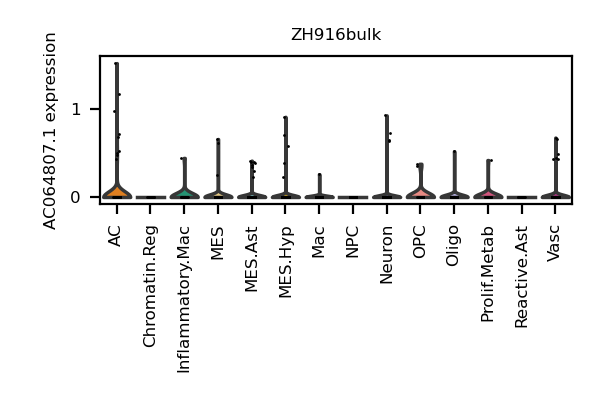 ZH916bulk
AC064807.1 expression
1
0
AC
Chromatin.Reg
Inflammatory.Mac
MES
MES.Ast
MES.Hyp
Mac
NPC
Neuron
OPC
Oligo
Prolif.Metab
Reactive.Ast
Vasc